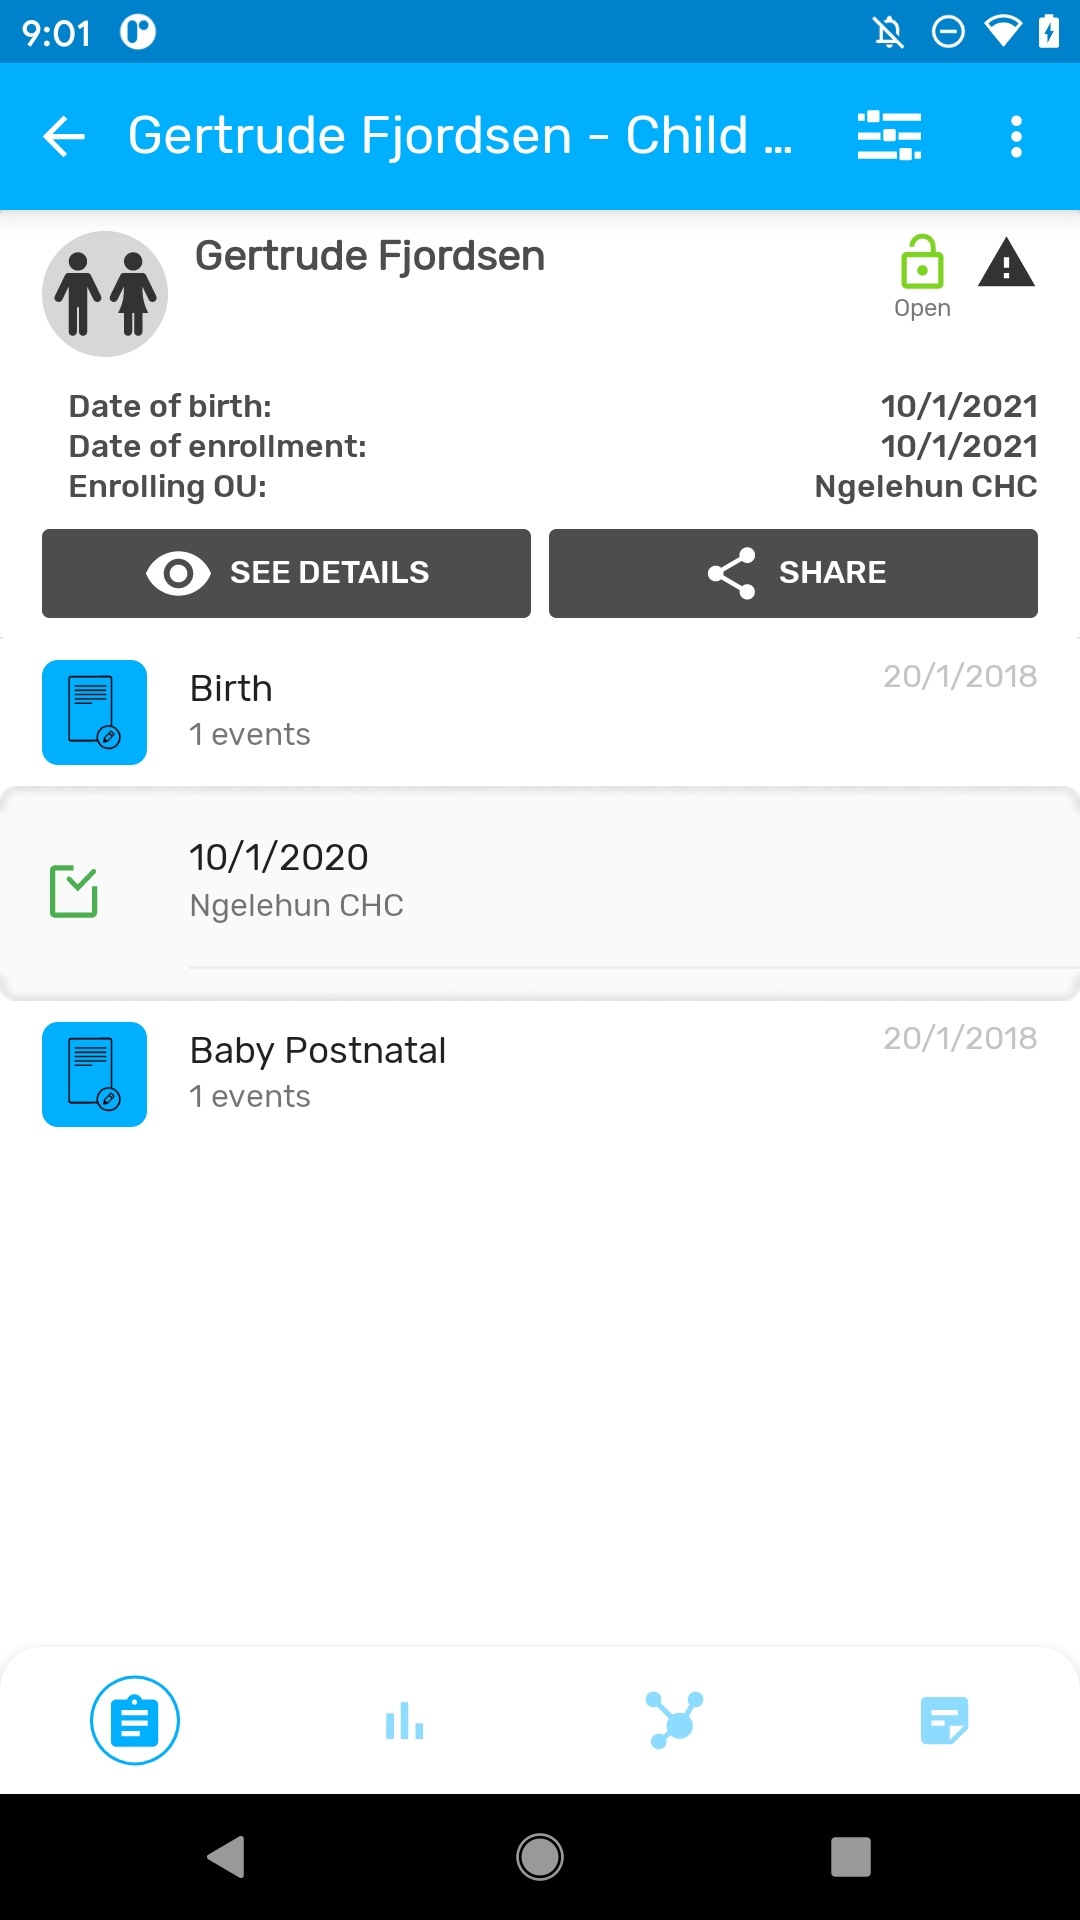 9:01
Gertrude Fjordsen - Child ...
Gertrude Fjordsen
Open
Date of birth: 10/1/2021
Date of enrollment: 10/1/2021
Enrolling OU: Ngelehun CHC
SEE DETAILS SHARE
Birth 20/1/2018
1 events
10/1/2020
Ngelehun CHC
Baby Postnatal 20/1/2018
1 events